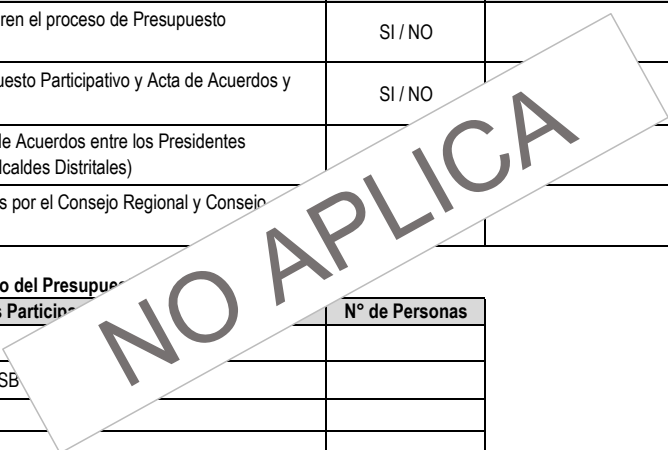 ren el proceso de Presupuesto
SI / NO
uesto Participativo y Acta de Acuerdos y
SI / NO
de Acuerdos entre los Presidentes
lcaldes Distritales)
s por el Consejo Regional y Consejo
NO APLICA
o del Presupues
s Participa
N° de Personas
SB